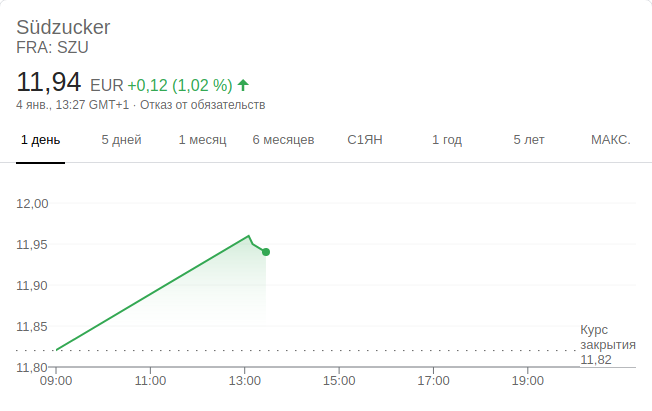 Südzucker
FRA: SZU
11,94 EUR +0,12 (1,02 %)
4 янв., 13:27 GMT+1 · Отказ от обязательств
1 день 5 дней 1 месяц 6 месяцев С1ЯН 1 год 5 лет МАКС.
12,00
11,95
11,90
11,85
11,80
Курс
закрытия
11,82
09:00 11:00 13:00 15:00 17:00 19:00